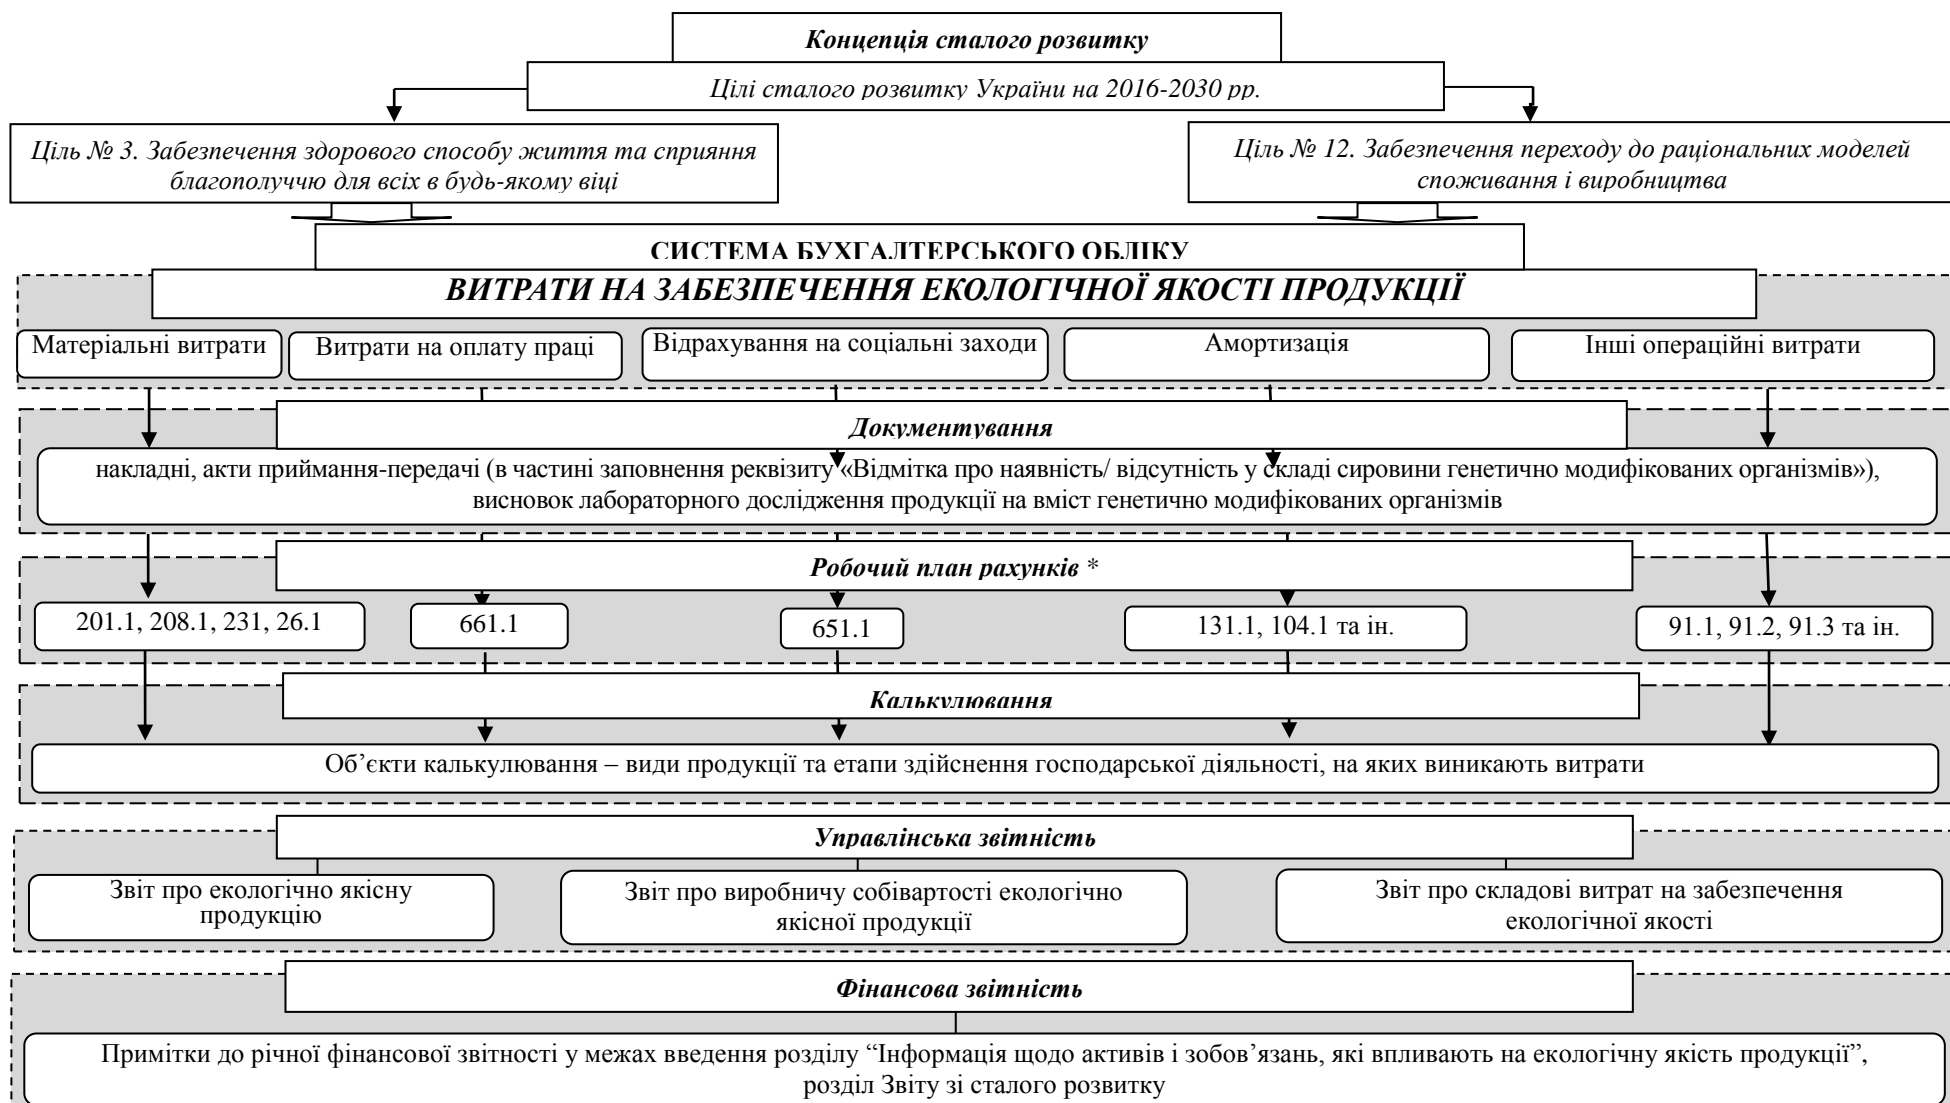 Концепція сталого розвитку
Цілі сталого розвитку України на 2016-2030 рр.
Ціль № 3. Забезпечення здорового способу життя та сприяння
благополуччю для всіх в будь-якому віці
Ціль № 12. Забезпечення переходу до раціональних моделей
споживання і виробництва
СИСТЕМА БУХГАЛТЕРСЬКОГО ОБЛІКУ
ВИТРАТИ НА ЗАБЕЗПЕЧЕННЯ ЕКОЛОГІЧНОЇ ЯКОСТІ ПРОДУКЦІЇ
Матеріальні витрати
Витрати на оплату праці
Відрахування на соціальні заходи
Амортизація
Інші операційні витрати
Документування
накладні, акти приймання-передачі (в частині заповнення реквізиту «Відмітка про наявність/ відсутність у складі сировини генетично модифікованих організмів»),
висновок лабораторного дослідження продукції на вміст генетично модифікованих організмів
Робочий план рахунків *
201.1, 208.1, 231, 26.1
661.1
651.1
131.1, 104.1 та ін.
91.1, 91.2, 91.3 та ін.
Калькулювання
Об’єкти калькулювання – види продукції та етапи здійснення господарської діяльності, на яких виникають витрати
Управлінська звітність
Звіт про екологічно якісну
продукцію
Звіт про виробничу собівартості екологічно
якісної продукції
Звіт про складові витрат на забезпечення
екологічної якості
Фінансова звітність
Примітки до річної фінансової звітності у межах введення розділу “Інформація щодо активів і зобов’язань, які впливають на екологічну якість продукції”,
розділ Звіту зі сталого розвитку